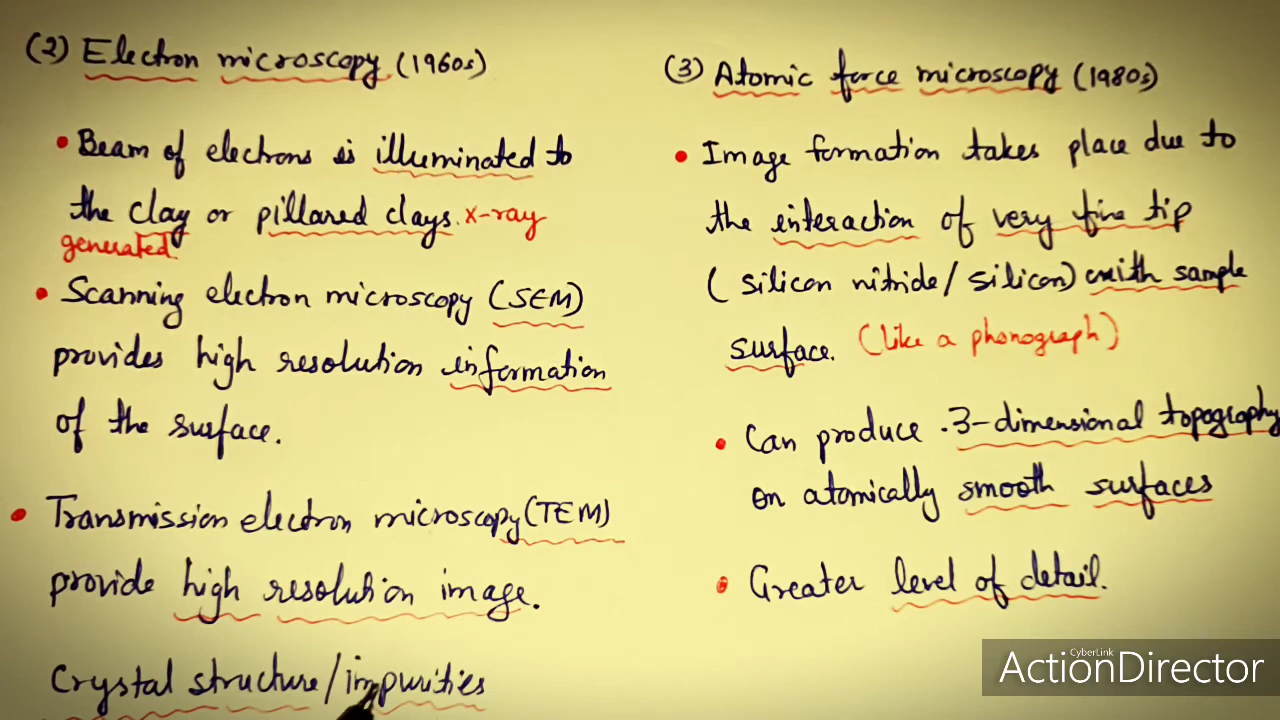 (2) Electron microscopy (1960s)
• Beam of electrons is illuminated to
the clay or pillared clays. x-ray
generated.
• Scanning electron microscopy (SEM)
provides high resolution information
of the surface.
• Transmission electron microscopy (TEM)
provide high resolution image.
Crystal structure/impurities
(3) Atomic force microscopy (1980s)
• Image formation takes place due to
the interaction of very fine tip
(silicon nitride/silicon) with sample
surface. (like a phonograph)
• Can produce 3-dimensional topography
on atomically smooth surfaces
• Greater level of detail.
CyberLink
ActionDirector